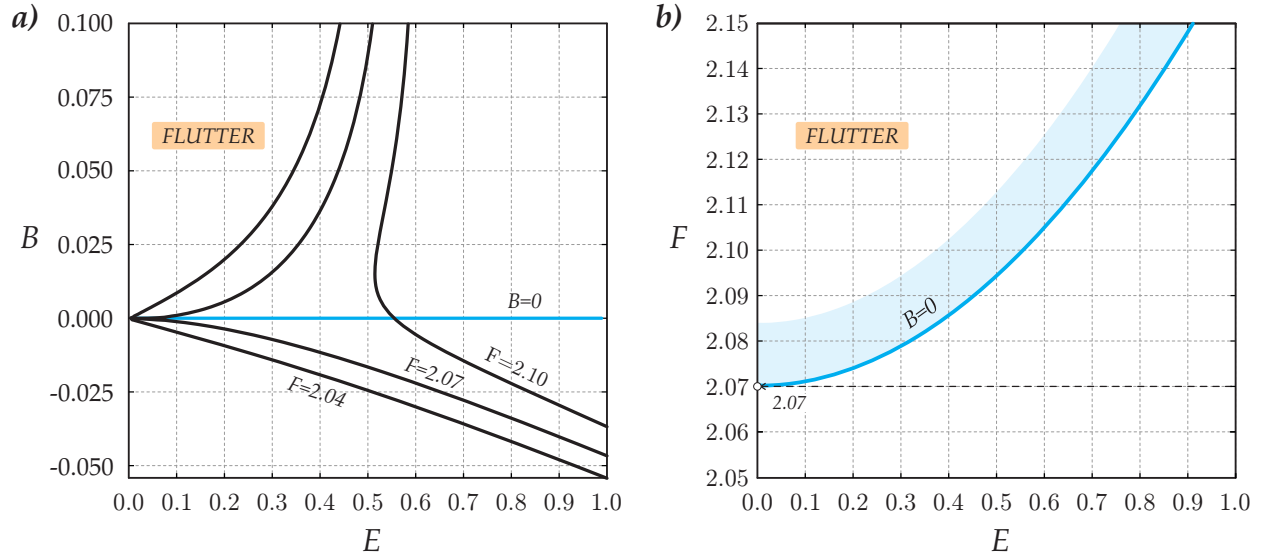 a)
0.100
0.075
0.050
0.025
0.000
-0.025
-0.050
B
FLUTTER
B=0
F=2.10
F=2.07
F=2.04
0.0 0.1 0.2 0.3 0.4 0.5 0.6 0.7 0.8 0.9 1.0
E
b)
2.15
2.14
2.13
2.12
2.11
2.10
2.09
2.08
2.07
2.06
2.05
F
FLUTTER
B=0
2.07
0.0 0.1 0.2 0.3 0.4 0.5 0.6 0.7 0.8 0.9 1.0
E